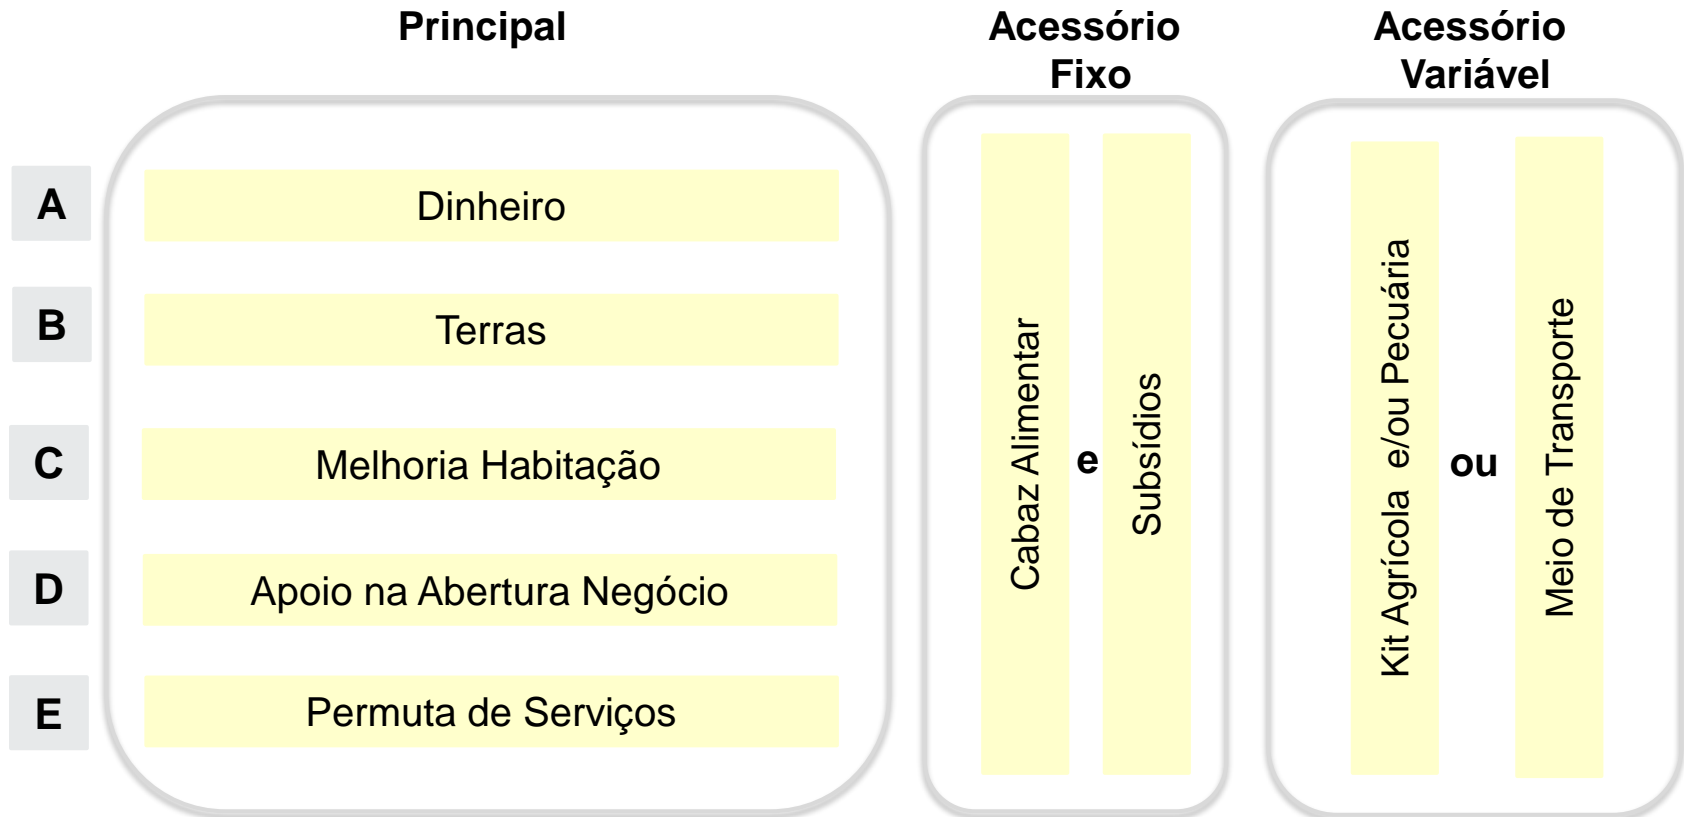 Principal
Acessório
Fixo
Acessório
Variável
A
Dinheiro
B
Terras
C
Melhoria Habitação
D
Apoio na Abertura Negócio
E
Permuta de Serviços
Cabaz Alimentar
e
Subsídios
Kit Agrícola e/ou Pecuária
ou
Meio de Transporte